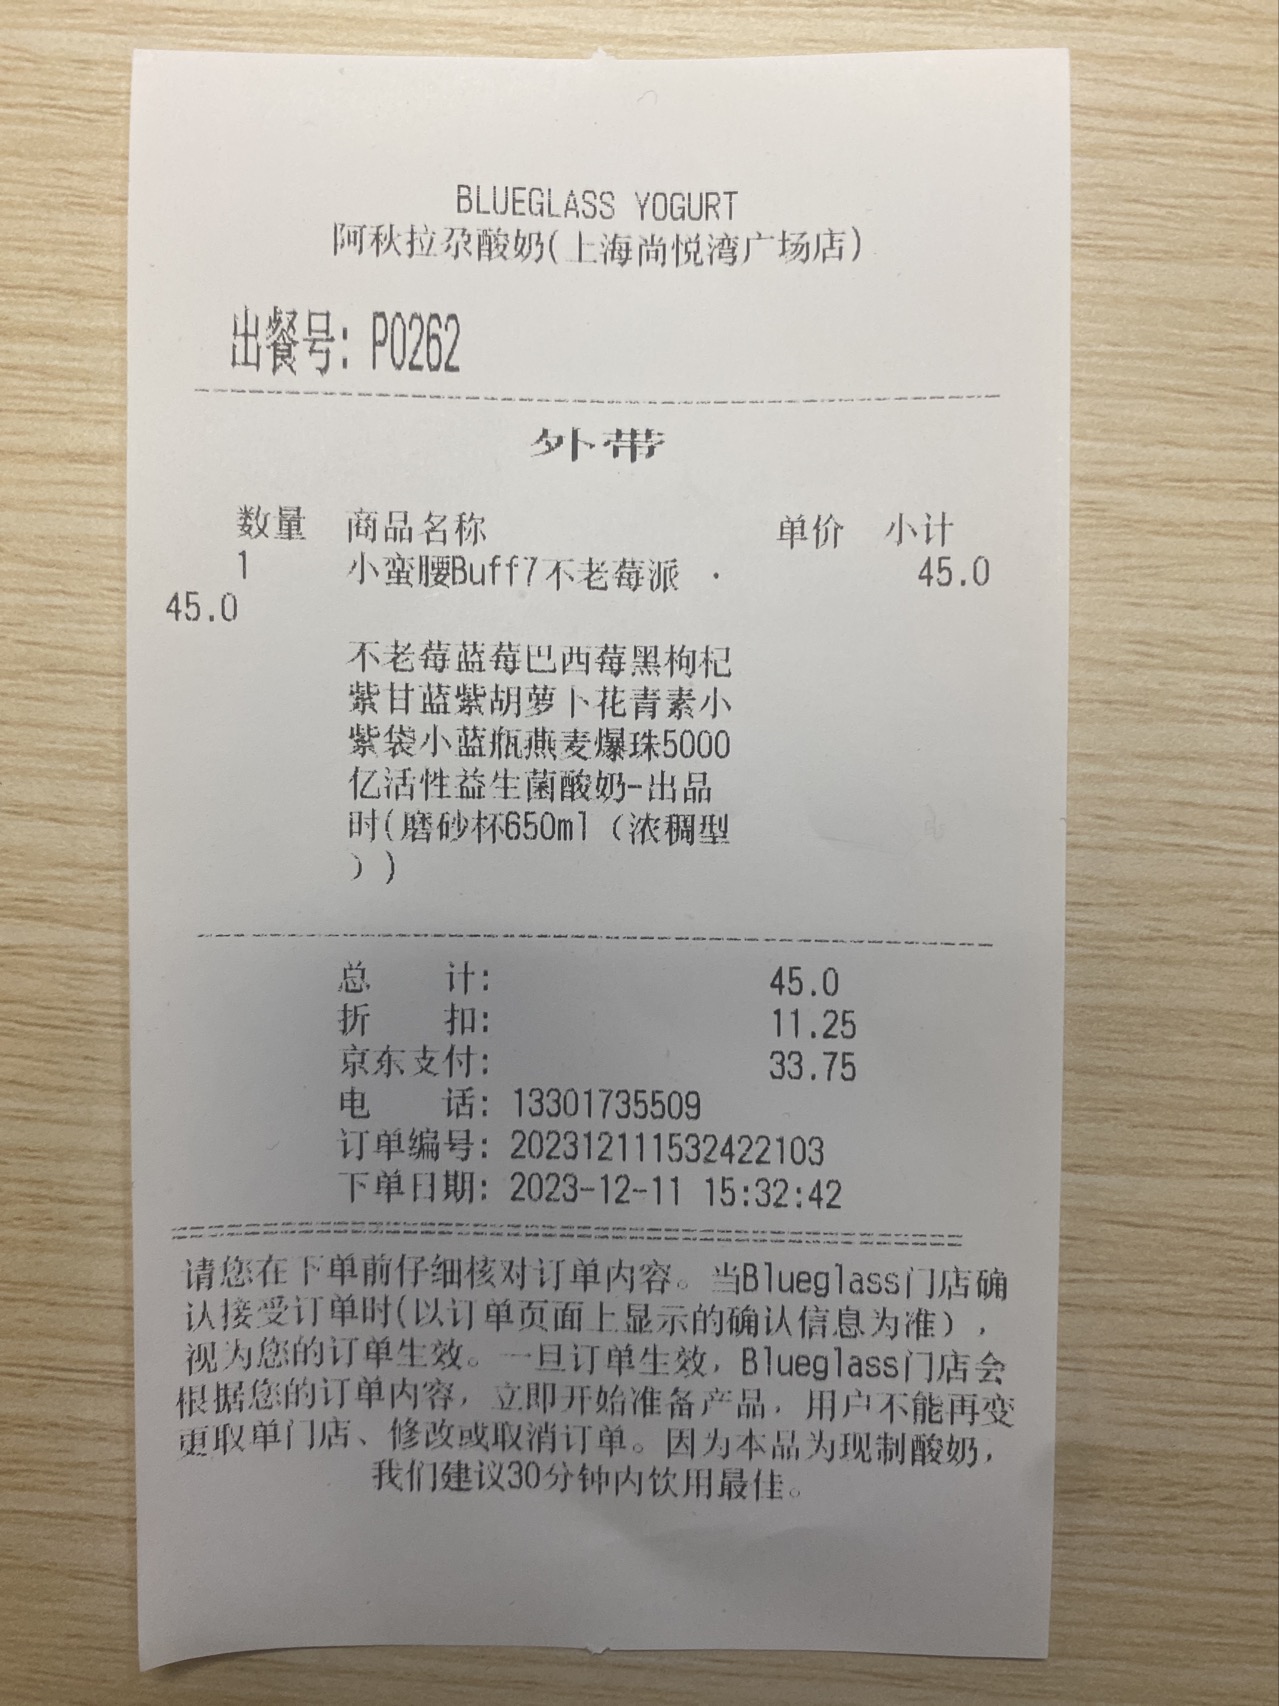 BLUEGLASS YOGURT
阿秋拉尕酸奶(上海尚悦湾广场店)
出餐号: P0262
外带
数量 商品名称 单价 小计
1 小蛮腰Buff7不老莓派 · 45.0
45.0
不老莓蓝莓巴西莓黑枸杞
紫甘蓝紫胡萝卜花青素小
紫袋小蓝瓶燕麦爆珠5000
亿活性益生菌酸奶-出品
时(磨砂杯650ml（浓稠型
）)
总 计: 45.0
折 扣: 11.25
京东支付: 33.75
电 话: 13301735509
订单编号: 202312111532422103
下单日期: 2023-12-11 15:32:42
请您在下单前仔细核对订单内容。当Blueglass门店确
认接受订单时(以订单页面上显示的确认信息为准)，
视为您的订单生效。一旦订单生效，Blueglass门店会
根据您的订单内容，立即开始准备产品，用户不能再变
更取单门店、修改或取消订单。因为本品为现制酸奶，
我们建议30分钟内饮用最佳。